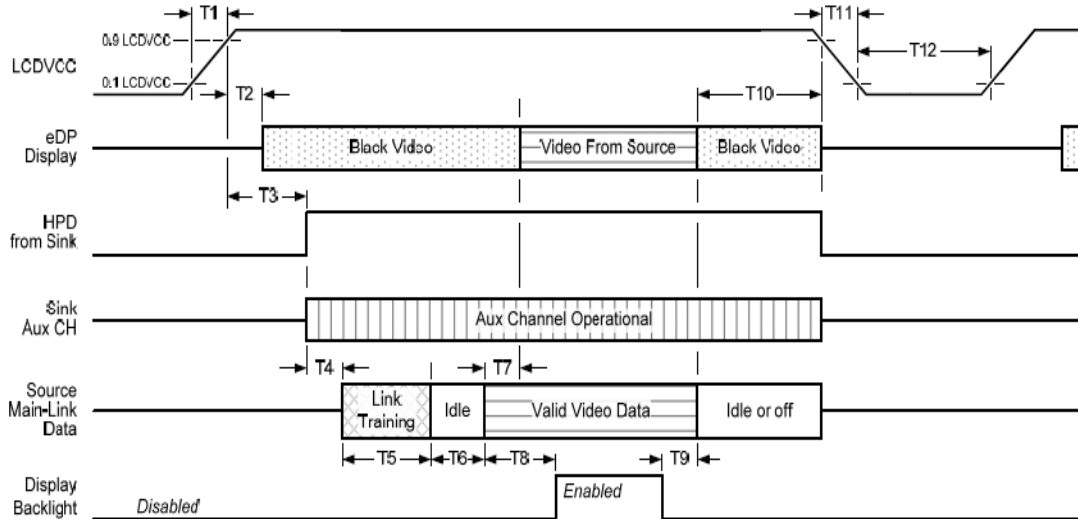 T1
T11
0.9 LCDVCC
T12
LCDVCC
0.1 LCDVCC
T2
T10
eDP
Display
Black Video
Video From Source
Black Video
T3
HPD
from Sink
Sink
Aux CH
Aux Channel Operational
T4
T7
Source
Main-Link
Data
Link
Training
Idle
Valid Video Data
Idle or off
T5
T6
T8
T9
Display
Backlight
Disabled
Enabled